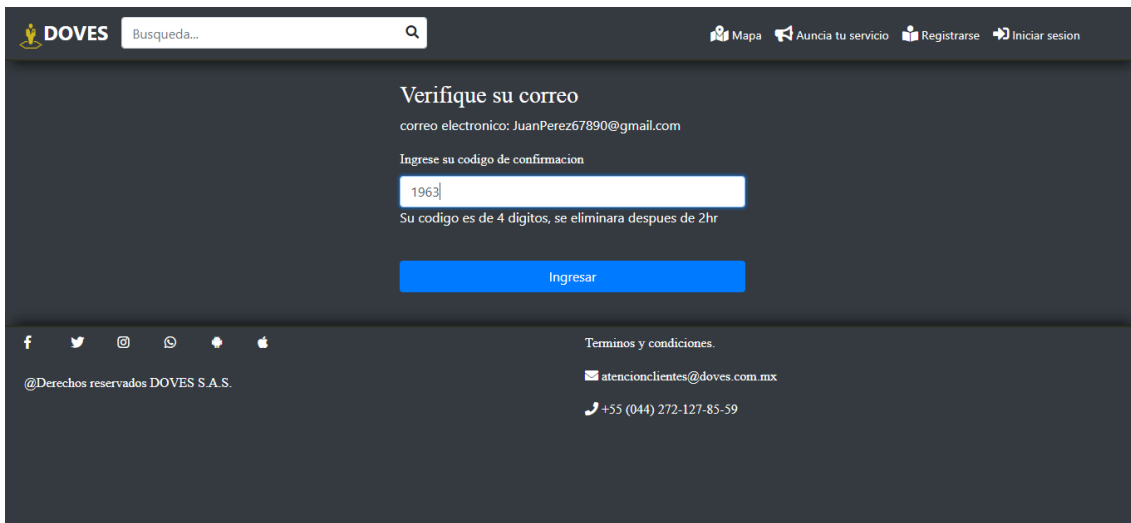 DOVES Busqueda... Mapa Auncia tu servicio Registrarse Iniciar sesion
Verifique su correo
correo electronico: JuanPerez67890@gmail.com
Ingrese su codigo de confirmacion
1963
Su codigo es de 4 digitos, se eliminara despues de 2hr
Ingresar
Terminos y condiciones.
@Derechos reservados DOVES S.A.S.
atencionclientes@doves.com.mx
+55 (044) 272-127-85-59